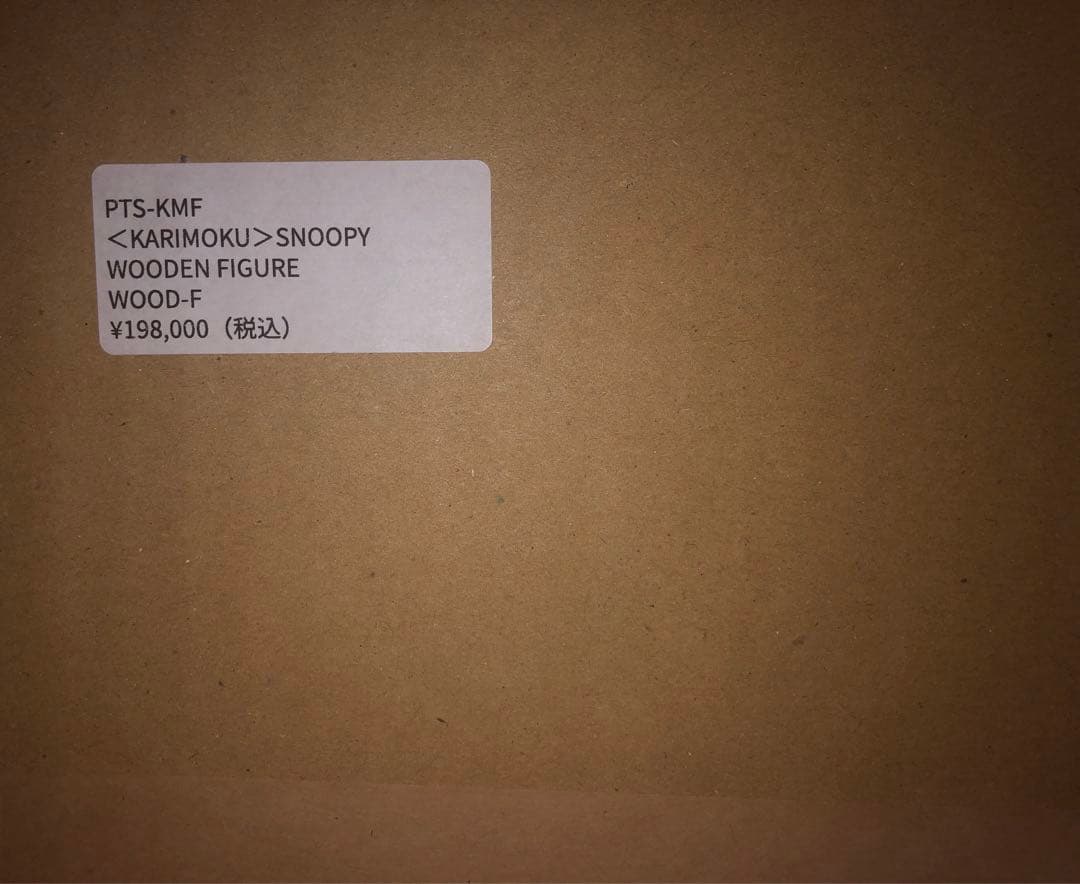 PTS-KMF
＜KARIMOKU＞SNOOPY
WOODEN FIGURE
WOOD-F
¥198,000（税込）